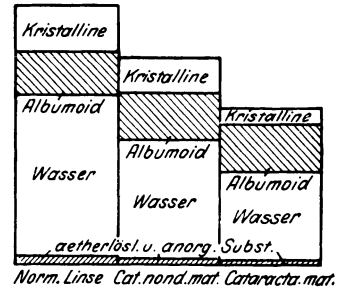 Kristalline
Kristalline
Kristalline
Albumoid
Albumoid
Albumoid
Wasser
Wasser
Wasser
aetherlösl. u. anorg. Subst.
Norm. Linse Cat. nond. mat. Cataracta. mat.